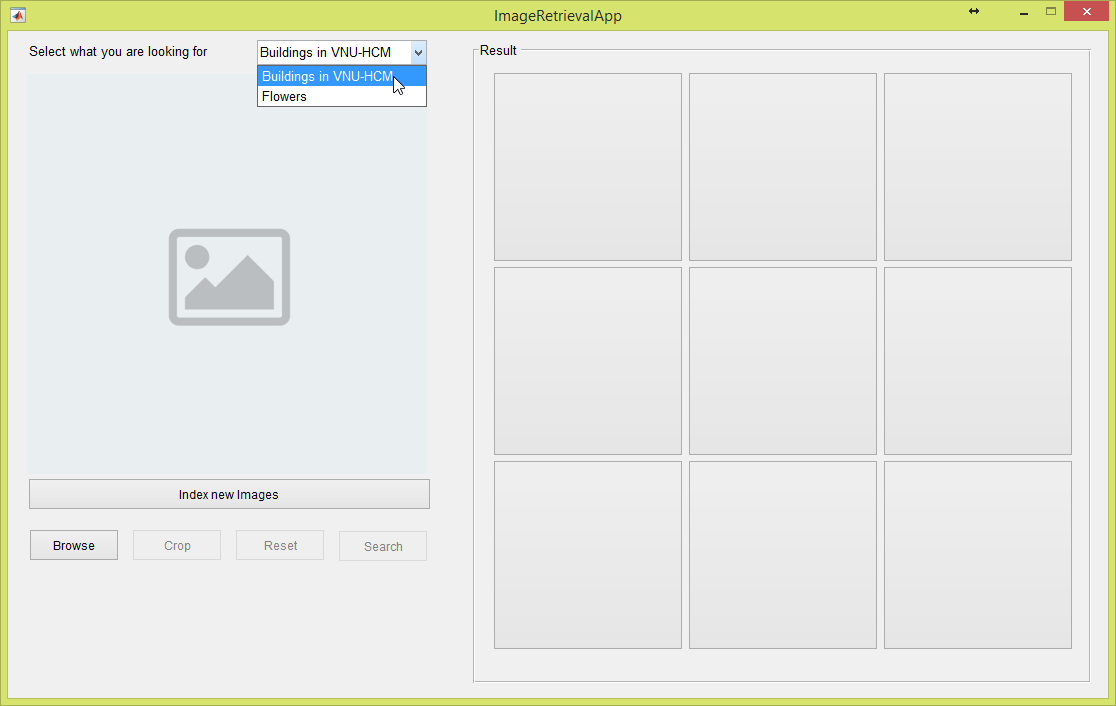 ImageRetrievalApp
Select what you are looking for
Buildings in VNU-HCM
Buildings in VNU-HCM
Flowers
Result
Index new Images
Browse
Crop
Reset
Search